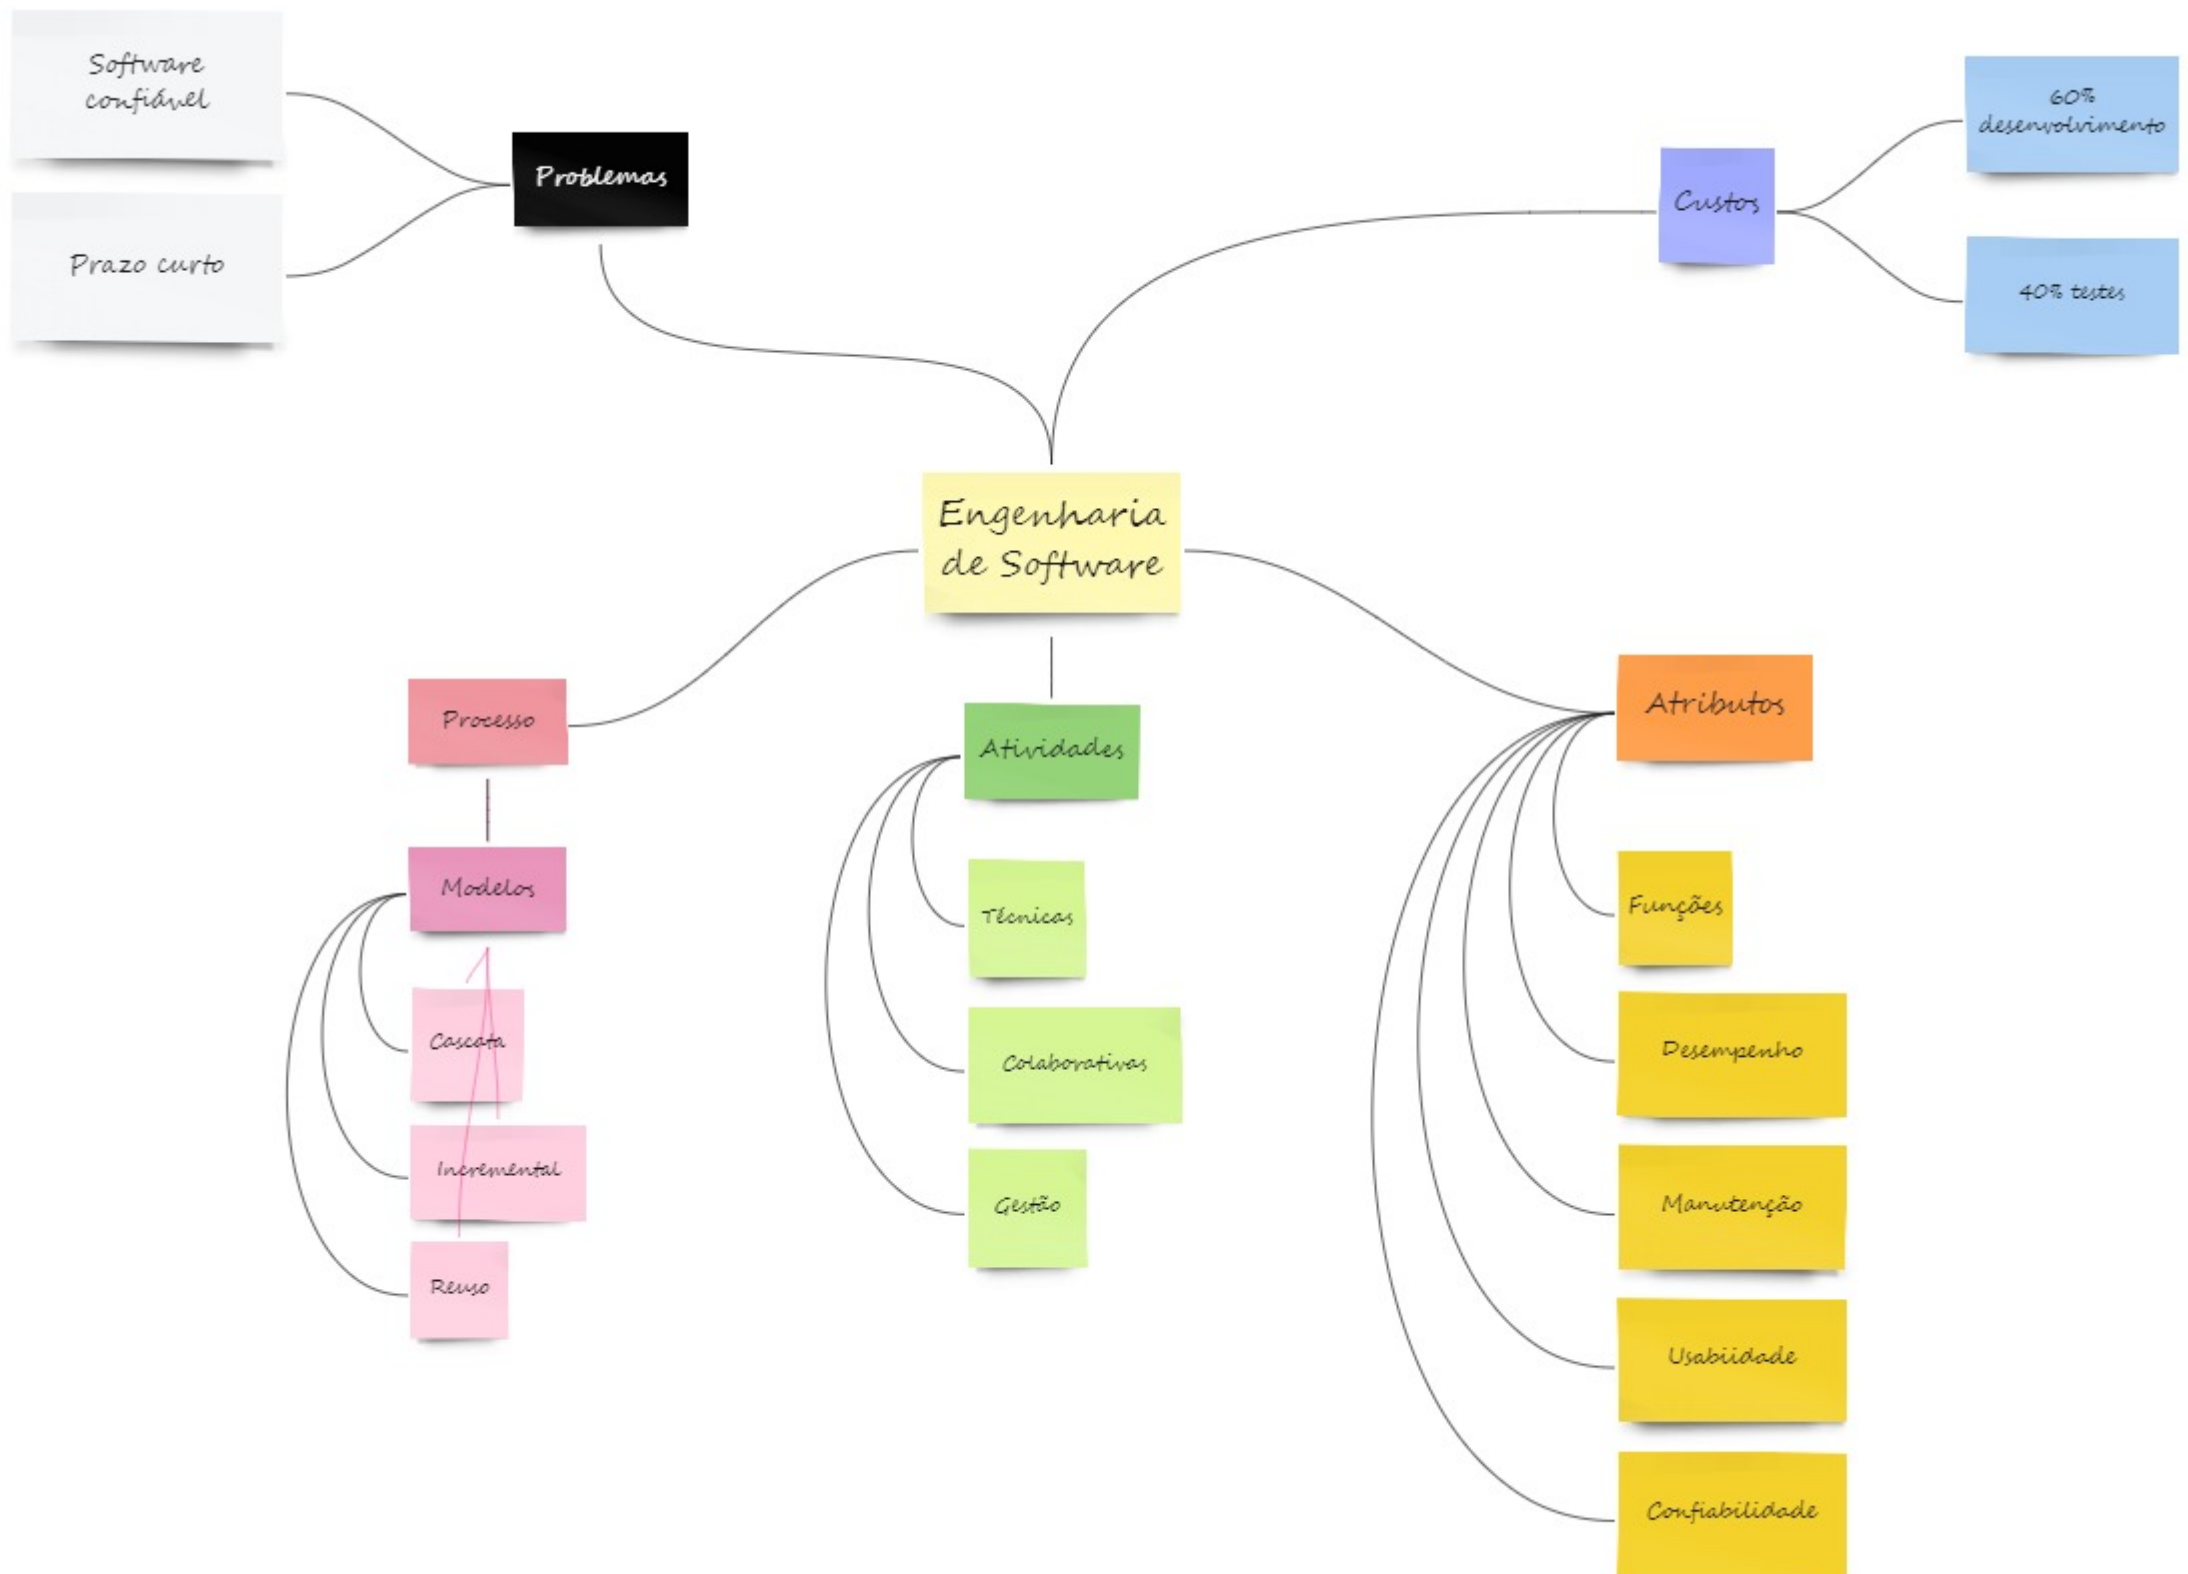 Software
confiável
Prazo curto
Problemas
Custos
60%
desenvolvimento
40% testes
Engenharia
de Software
Processo
Modelos
Cascata
Incremental
Reuso
Atividades
Técnicas
Colaborativas
Gestão
Atributos
Funções
Desempenho
Manutenção
Usabiidade
Confiabilidade